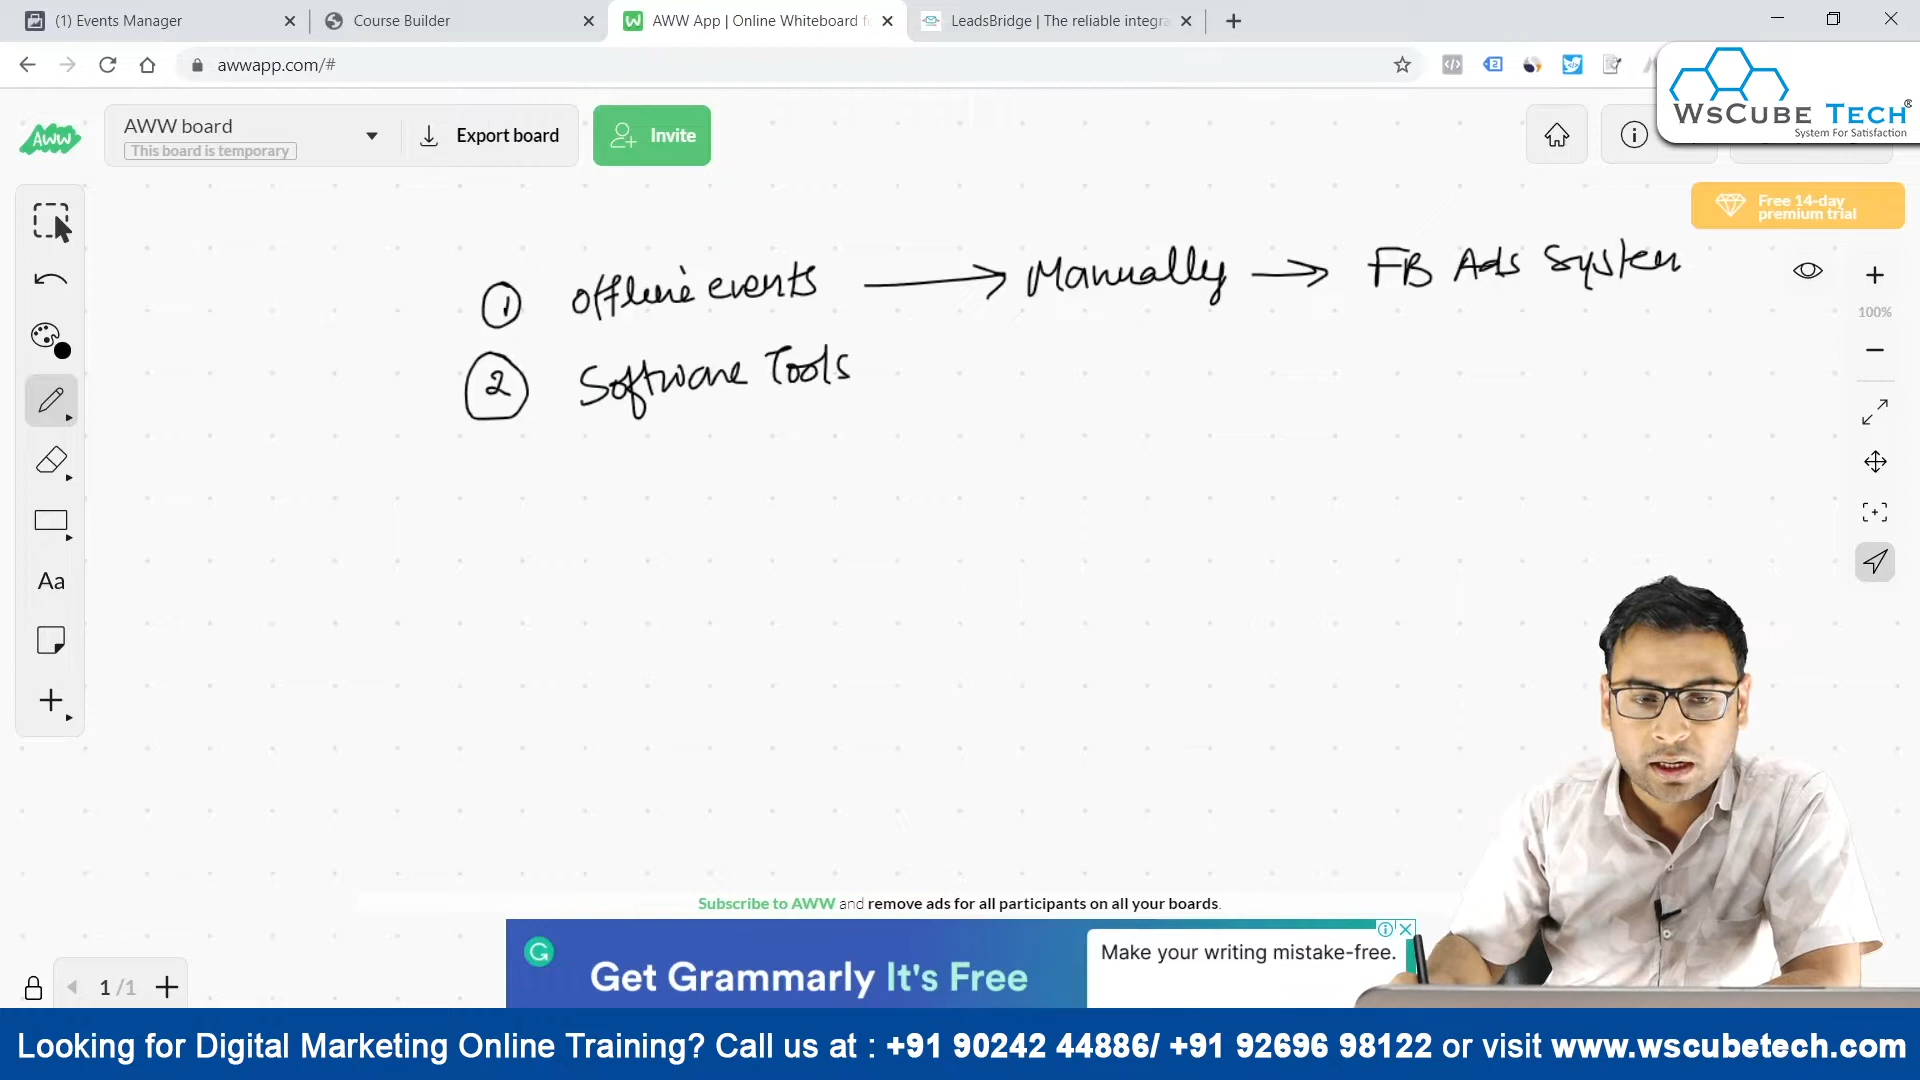 (1) Events Manager
Course Builder
AWW App | Online Whiteboard f
LeadsBridge | The reliable integra
awwapp.com/#
WsCube Tech®
System For Satisfaction
AWW
AWW board
This board is temporary
Export board
Invite
Free 14-day
premium trial
1 Offline events → Manually → FB Ads System
100%
2 Software Tools
Aa
Subscribe to AWW and remove ads for all participants on all your boards.
Get Grammarly It's Free
Make your writing mistake-free.
1 /1
Looking for Digital Marketing Online Training? Call us at : +91 90242 44886/ +91 92696 98122 or visit www.wscubetech.com